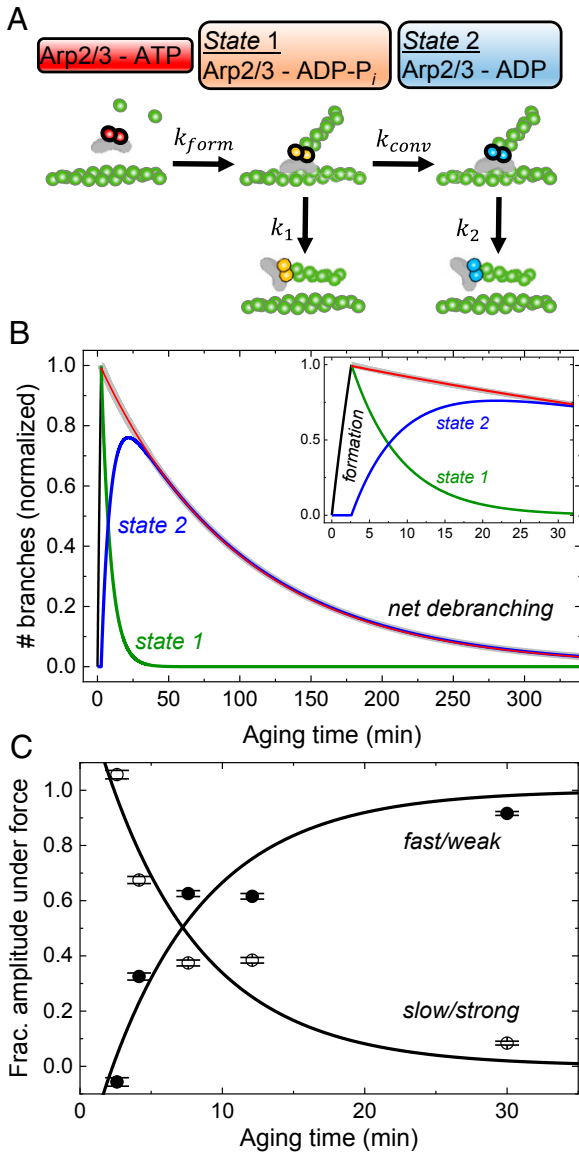 A
Arp2/3 - ATP
State 1
Arp2/3 - ADP-Pi
State 2
Arp2/3 - ADP
kform
kconv
k1
k2
B
# branches (normalized)
1.0
0.8
0.6
0.4
0.2
0.0
state 2
state 1
net debranching
1.0
0.5
0.0
formation
state 2
state 1
0 5 10 15 20 25 30
0 50 100 150 200 250 300
Aging time (min)
C
Frac. amplitude under force
1.0
0.8
0.6
0.4
0.2
0.0
fast/weak
slow/strong
0 10 20 30
Aging time (min)